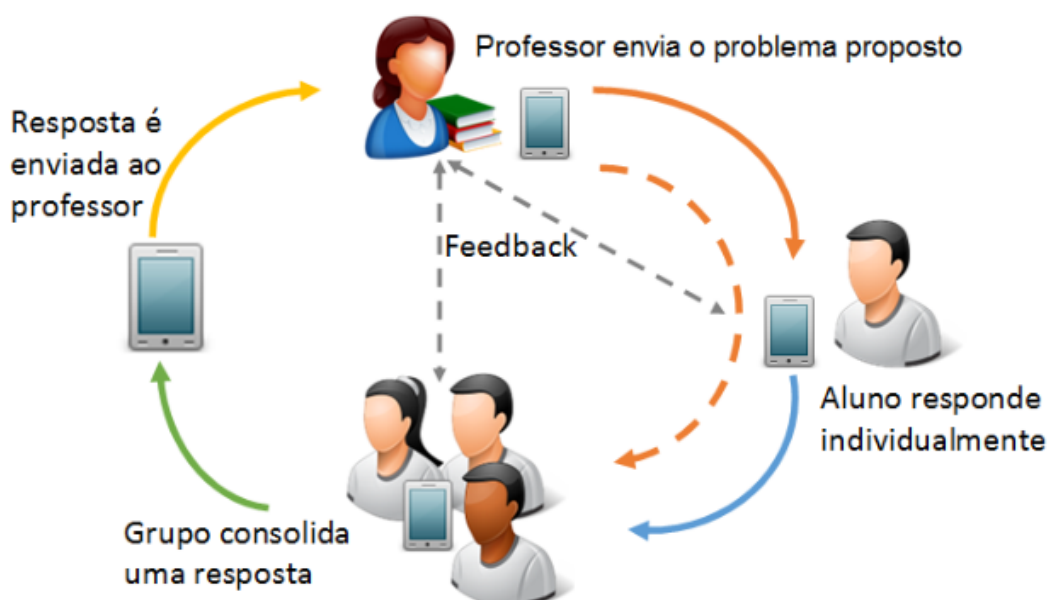 Professor envia o problema proposto
Resposta é
enviada ao
professor
Feedback
Aluno responde
individualmente
Grupo consolida
uma resposta